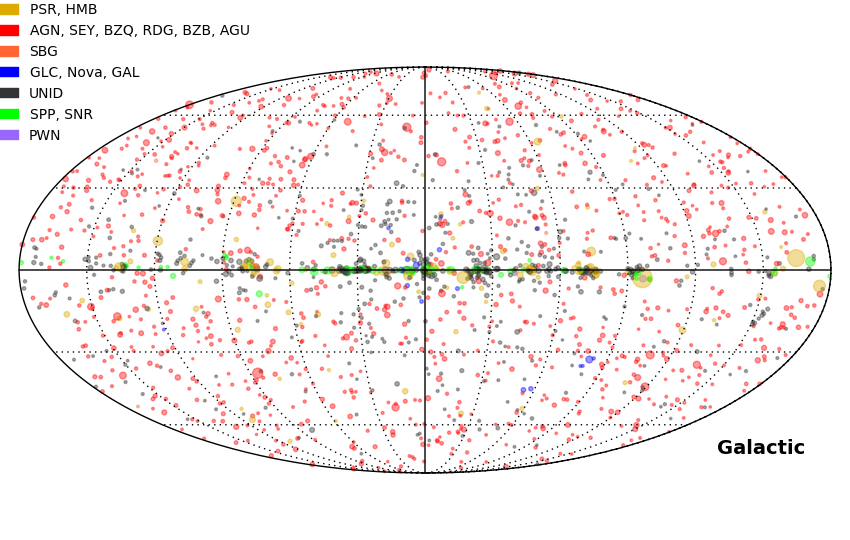 PSR, HMB
AGN, SEY, BZQ, RDG, BZB, AGU
SBG
GLC, Nova, GAL
UNID
SPP, SNR
PWN
Galactic